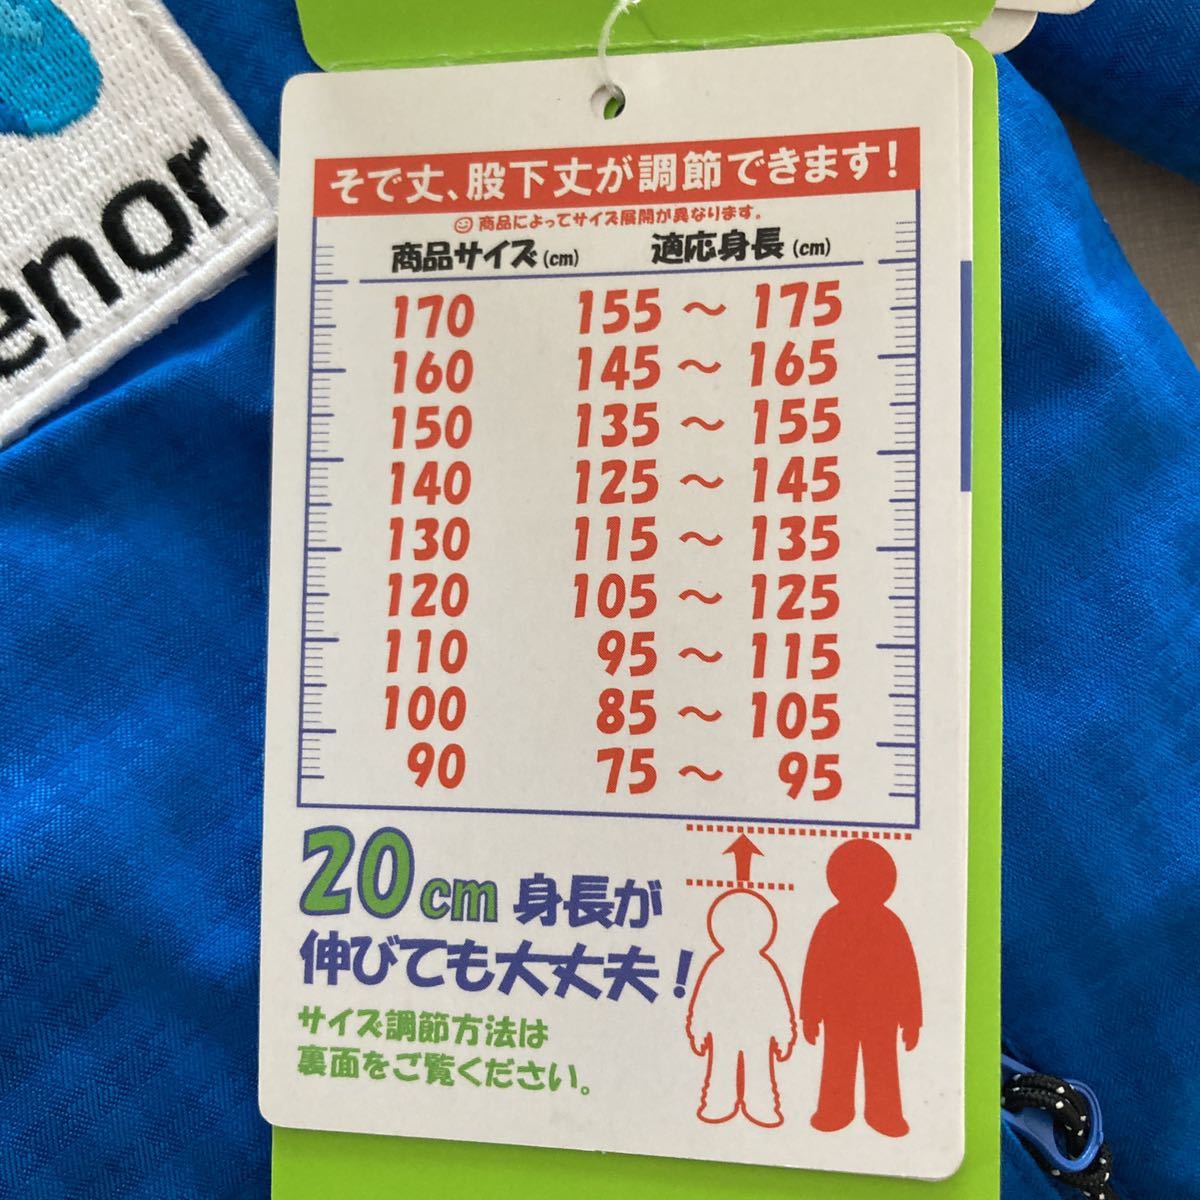 enor
そで丈、股下丈が調節できます!
商品によってサイズ展開が異なります。
商品サイズ(cm) 適応身長(cm)
170 155～175
160 145～165
150 135～155
140 125～145
130 115～135
120 105～125
110 95～115
100 85～105
90 75～95
20cm身長が
伸びても大丈夫!
サイズ調節方法は
裏面をご覧ください。